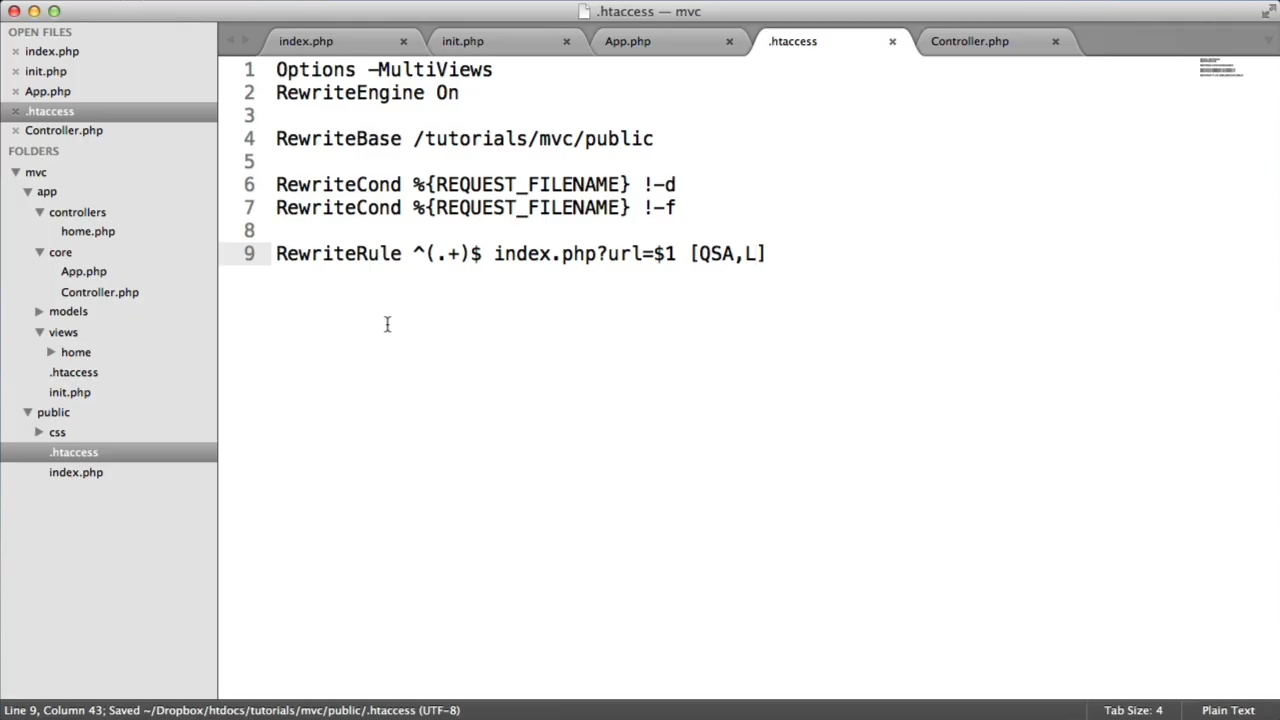 .htaccess — mvc
OPEN FILES
index.php
init.php
App.php
.htaccess
Controller.php
FOLDERS
mvc
app
controllers
home.php
core
App.php
Controller.php
models
views
home
.htaccess
init.php
public
css
.htaccess
index.php
index.php
init.php
App.php
.htaccess
Controller.php
1 Options -MultiViews
2 RewriteEngine On
3
4 RewriteBase /tutorials/mvc/public
5
6 RewriteCond %{REQUEST_FILENAME} !-d
7 RewriteCond %{REQUEST_FILENAME} !-f
8
9 RewriteRule ^(.+)$ index.php?url=$1 [QSA,L]
Line 9, Column 43; Saved ~/Dropbox/htdocs/tutorials/mvc/public/.htaccess (UTF-8)
Tab Size: 4
Plain Text